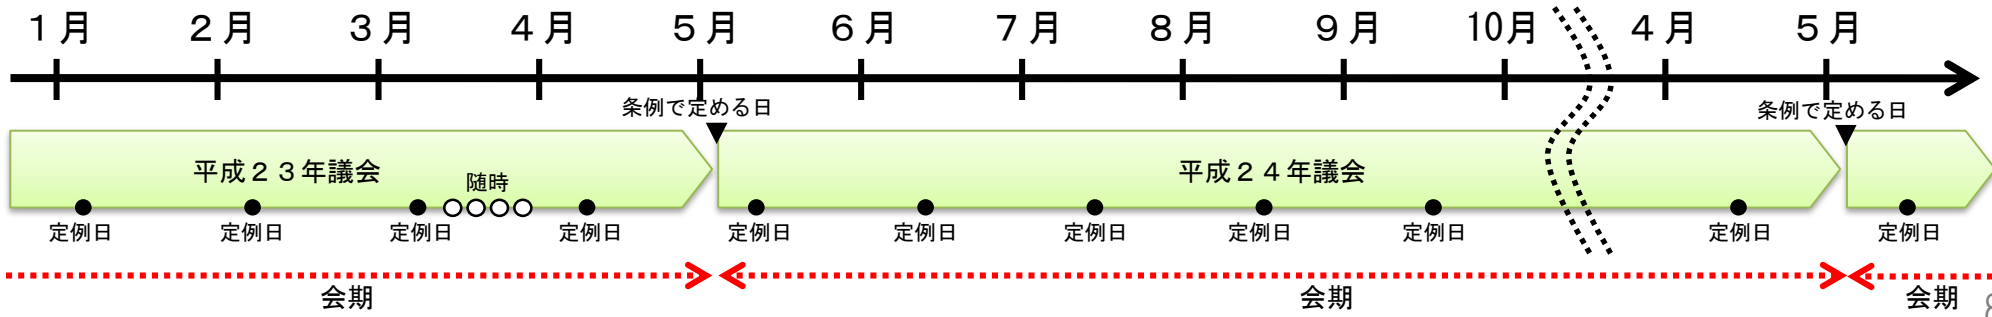 １月 ２月 ３月 ４月 ５月 ６月 ７月 ８月 ９月 10月 ４月 ５月
条例で定める日 条例で定める日
平成２３年議会 平成２４年議会
随時
定例日 定例日 定例日 定例日 定例日 定例日 定例日 定例日 定例日 定例日 定例日
会期 会期 会期